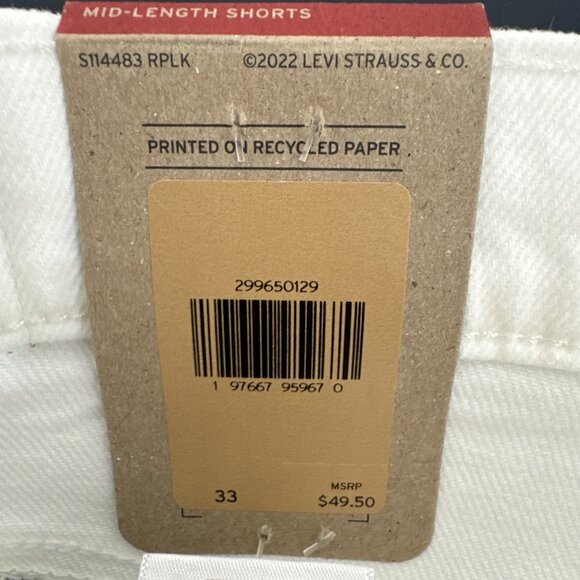 MID-LENGTH SHORTS
S114483 RPLK ©2022 LEVI STRAUSS & CO.
PRINTED ON RECYCLED PAPER
299650129
1 97667 95967 0
33
MSRP
$49.50